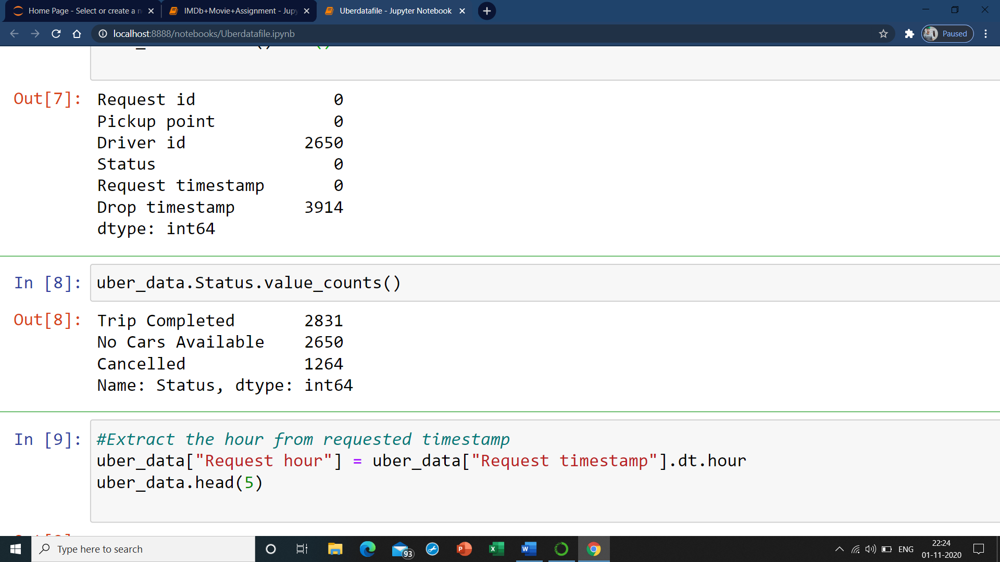 Home Page - Select or create a n
IMDb+Movie+Assignment - Jupy
Uberdatafile - Jupyter Notebook
localhost:8888/notebooks/Uberdatafile.ipynb
Paused
Out[7]:
Request id 0
Pickup point 0
Driver id 2650
Status 0
Request timestamp 0
Drop timestamp 3914
dtype: int64
In [8]: uber_data.Status.value_counts()
Out[8]:
Trip Completed 2831
No Cars Available 2650
Cancelled 1264
Name: Status, dtype: int64
In [9]: #Extract the hour from requested timestamp
uber_data["Request hour"] = uber_data["Request timestamp"].dt.hour
uber_data.head(5)
Type here to search
93
ENG
22:24
01-11-2020